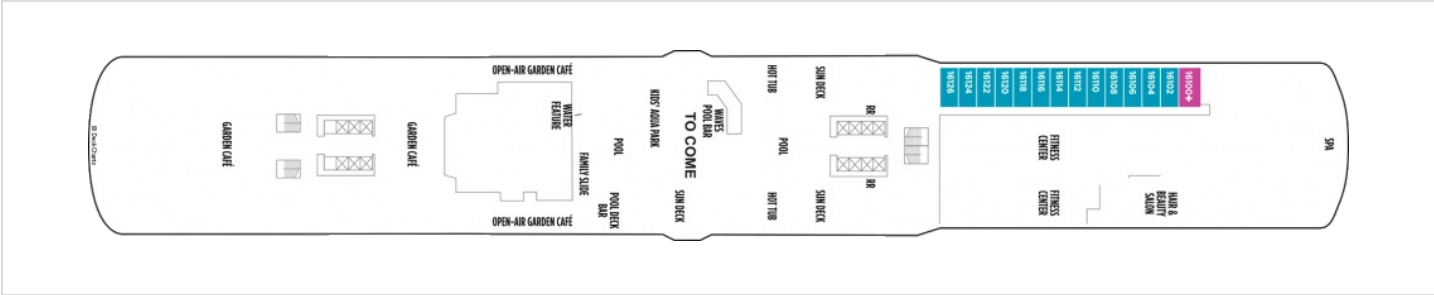 © DeckCharts
GARDEN CAFÉ
GARDEN CAFÉ
OPEN-AIR GARDEN CAFÉ
WATER
FEATURE
FAMILY SLIDE
OPEN-AIR GARDEN CAFÉ
POOL
POOL DECK
BAR
KIDS' AQUA PARK
SUN DECK
TO COME
WAVES
POOL BAR
HOT TUB
POOL
HOT TUB
SUN DECK
SUN DECK
RR
RR
16126
16124
16122
16120
16118
16116
16114
16112
16110
16108
16106
16104
16102
16100+
FITNESS
CENTER
FITNESS
CENTER
HAIR &
BEAUTY
SALON
SPA